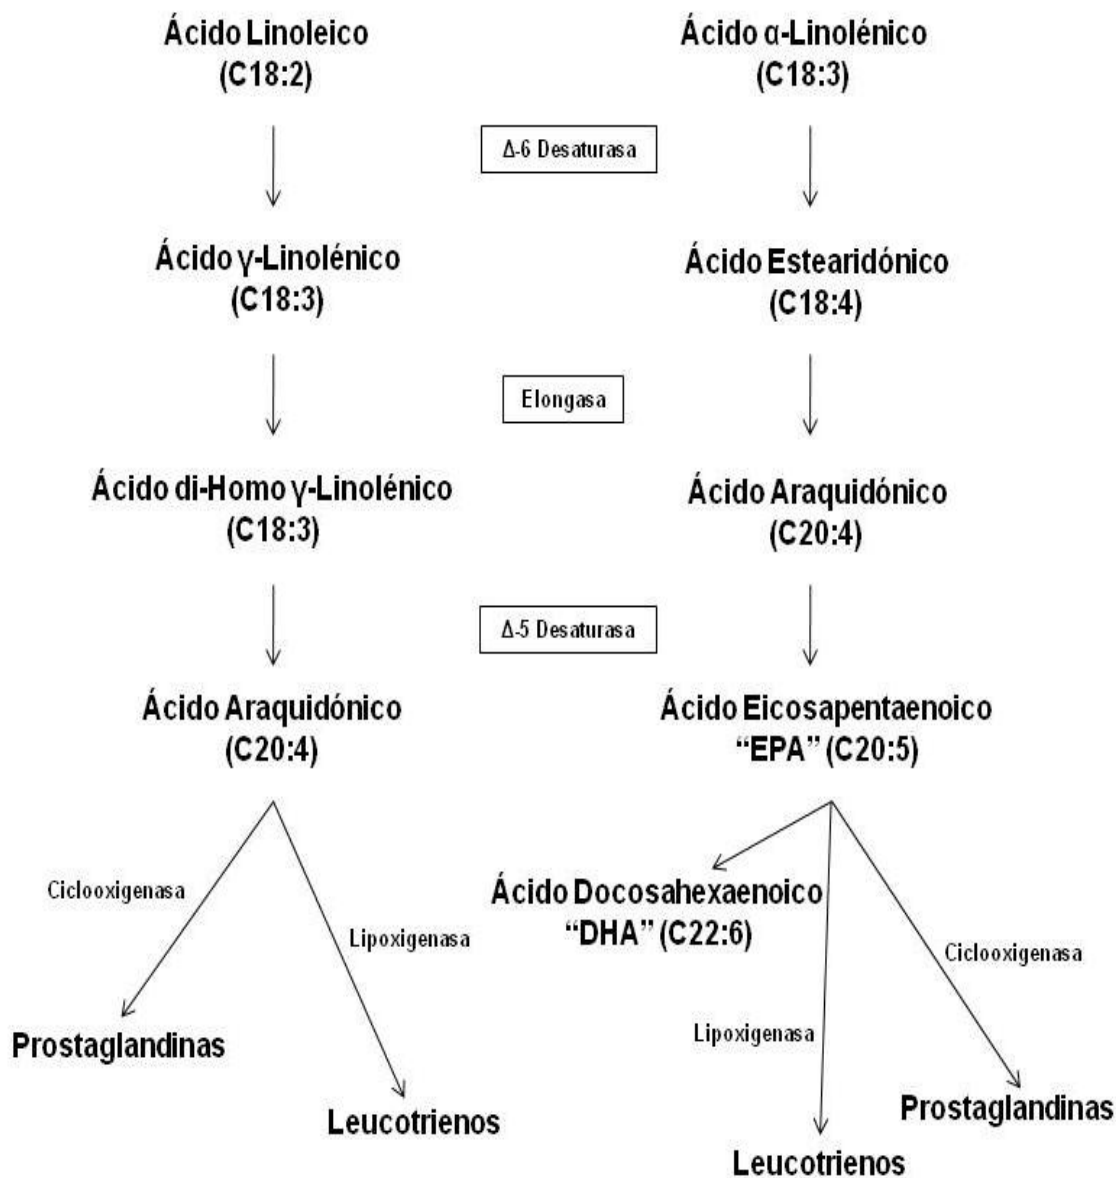 Ácido Linoleico
(C18:2)
Ácido α-Linolénico
(C18:3)
Δ-6 Desaturasa
Ácido γ-Linolénico
(C18:3)
Ácido Estearidónico
(C18:4)
Elongasa
Ácido di-Homo γ-Linolénico
(C18:3)
Ácido Araquidónico
(C20:4)
Δ-5 Desaturasa
Ácido Araquidónico
(C20:4)
Ácido Eicosapentaenoico
“EPA” (C20:5)
Ciclooxigenasa
Lipoxigenasa
Ácido Docosahexaenoico
“DHA” (C22:6)
Ciclooxigenasa
Lipoxigenasa
Prostaglandinas
Leucotrienos
Prostaglandinas
Leucotrienos